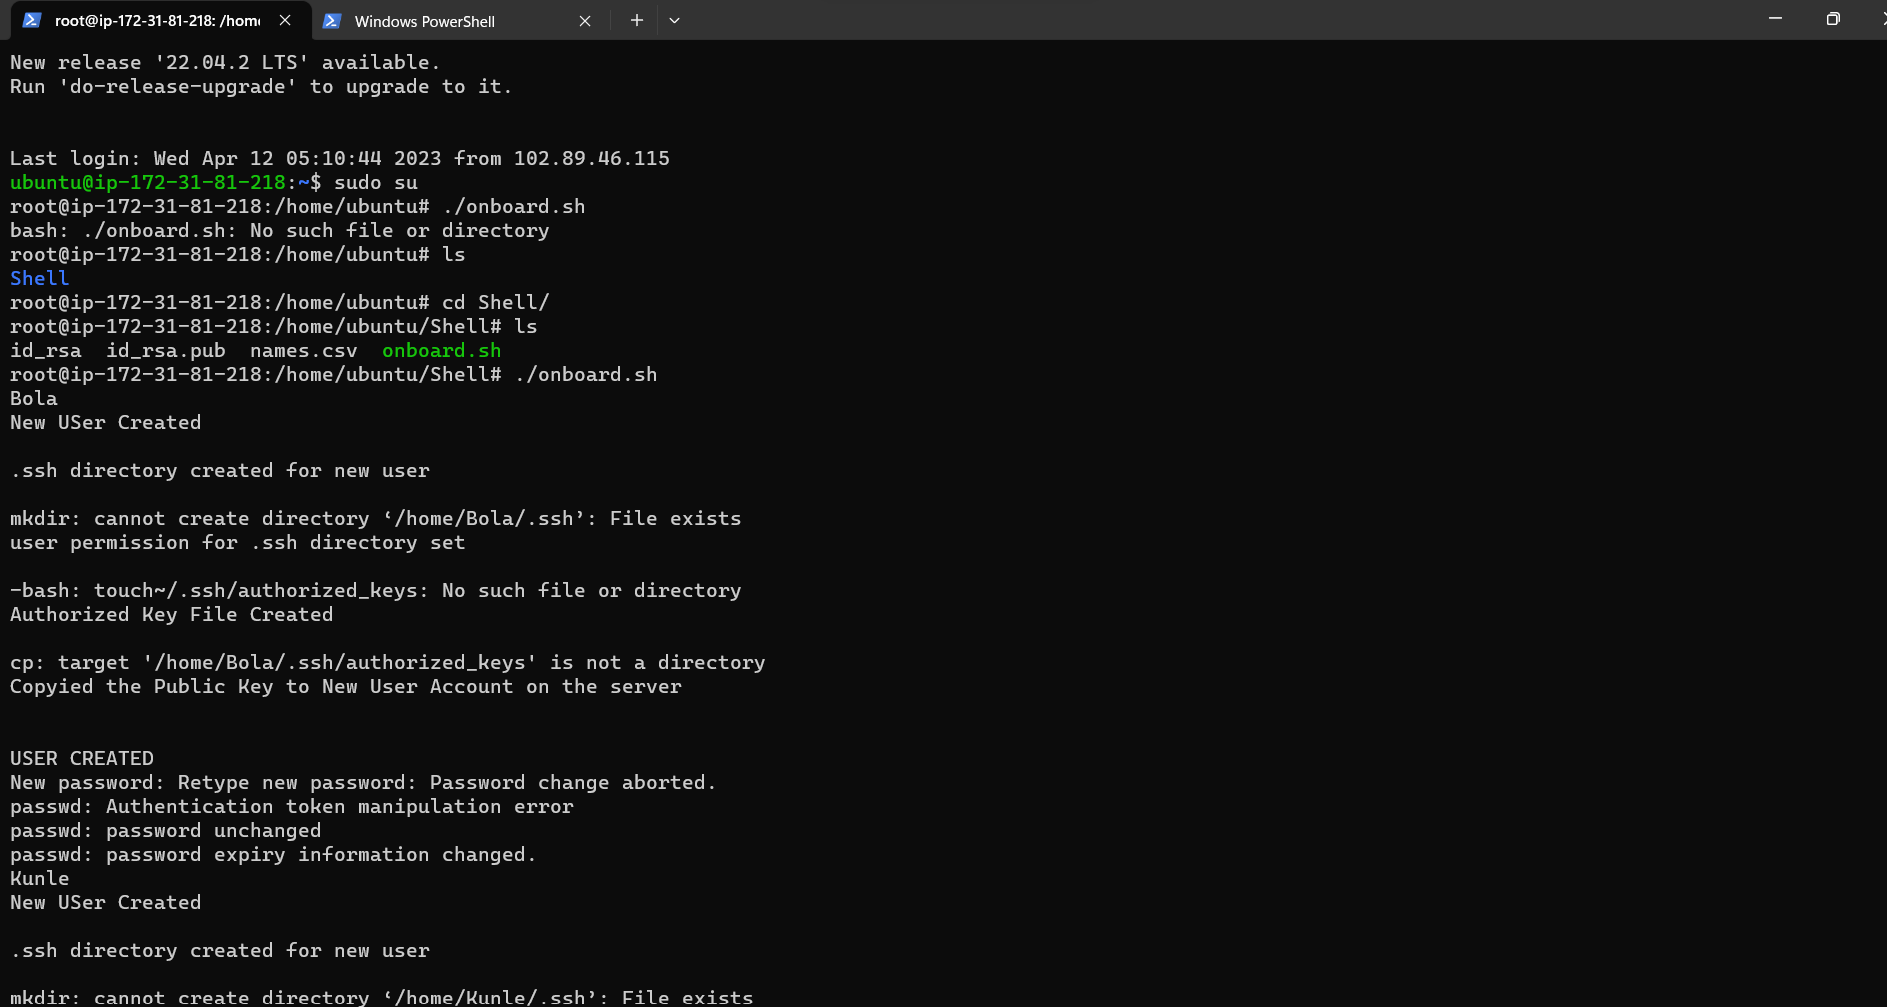 root@ip-172-31-81-218: /hom
Windows PowerShell
New release '22.04.2 LTS' available.
Run 'do-release-upgrade' to upgrade to it.
Last login: Wed Apr 12 05:10:44 2023 from 102.89.46.115
ubuntu@ip-172-31-81-218:~$ sudo su
root@ip-172-31-81-218:/home/ubuntu# ./onboard.sh
bash: ./onboard.sh: No such file or directory
root@ip-172-31-81-218:/home/ubuntu# ls
Shell
root@ip-172-31-81-218:/home/ubuntu# cd Shell/
root@ip-172-31-81-218:/home/ubuntu/Shell# ls
id_rsa  id_rsa.pub  names.csv  onboard.sh
root@ip-172-31-81-218:/home/ubuntu/Shell# ./onboard.sh
Bola
New USer Created
.ssh directory created for new user
mkdir: cannot create directory ‘/home/Bola/.ssh’: File exists
user permission for .ssh directory set
-bash: touch~/.ssh/authorized_keys: No such file or directory
Authorized Key File Created
cp: target '/home/Bola/.ssh/authorized_keys' is not a directory
Copyied the Public Key to New User Account on the server
USER CREATED
New password: Retype new password: Password change aborted.
passwd: Authentication token manipulation error
passwd: password unchanged
passwd: password expiry information changed.
Kunle
New USer Created
.ssh directory created for new user
mkdir: cannot create directory ‘/home/Kunle/.ssh’: File exists